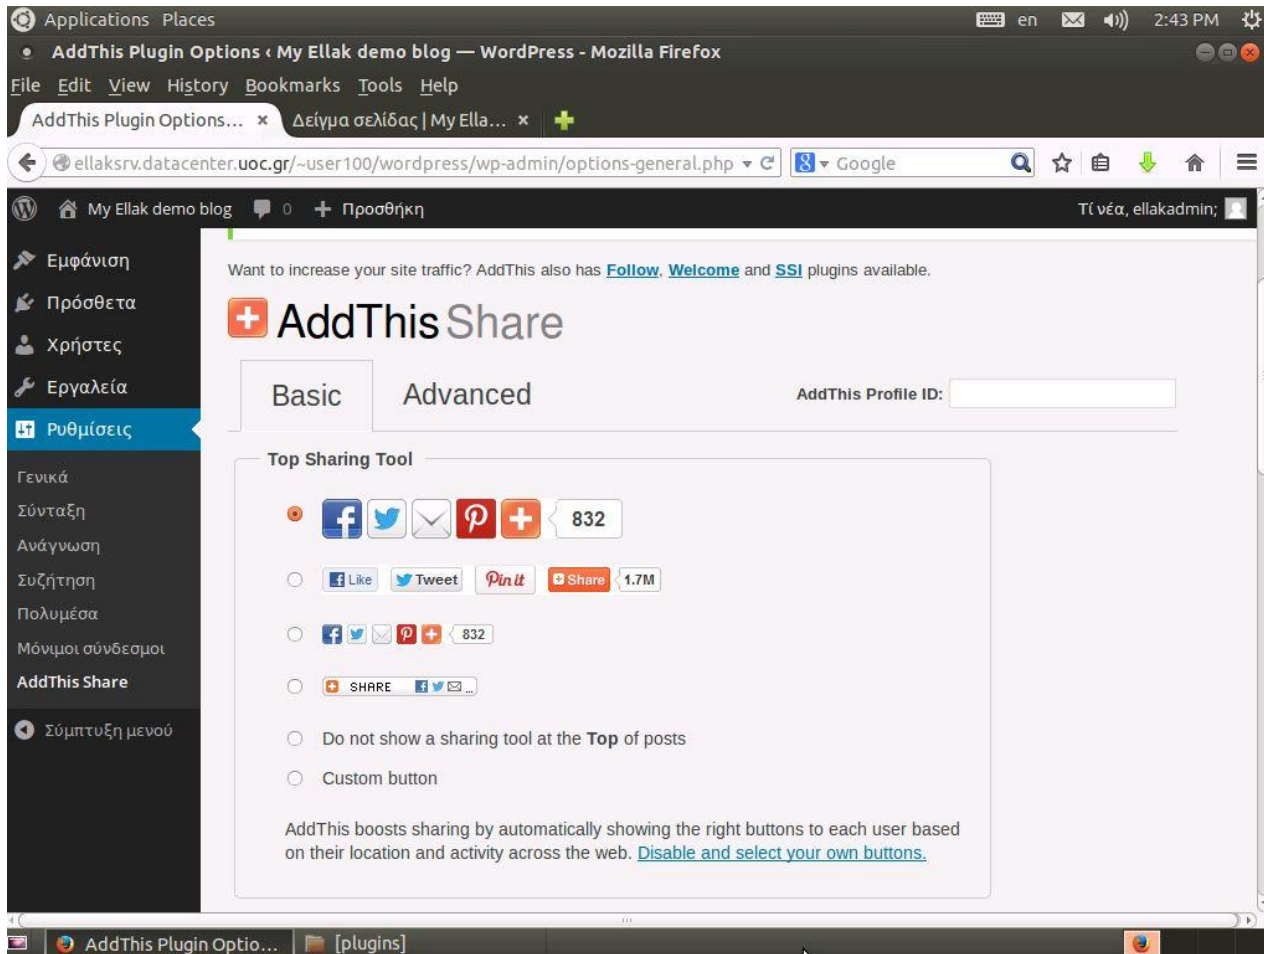 Applications Places en 2:43 PM
AddThis Plugin Options ‹ My Ellak demo blog — WordPress - Mozilla Firefox
File Edit View History Bookmarks Tools Help
AddThis Plugin Options... × Δείγμα σελίδας | My Ella... ×
ellaksrv.datacenter.uoc.gr/~user100/wordpress/wp-admin/options-general.php Google
My Ellak demo blog 0 Προσθήκη Τί νέα, ellakadmin;
Εμφάνιση
Πρόσθετα
Χρήστες
Εργαλεία
Ρυθμίσεις
Γενικά
Σύνταξη
Ανάγνωση
Συζήτηση
Πολυμέσα
Μόνιμοι σύνδεσμοι
AddThis Share
Σύμπτυξη μενού
Want to increase your site traffic? AddThis also has Follow, Welcome and SSI plugins available.
AddThis Share
Basic Advanced AddThis Profile ID:
Top Sharing Tool
832
Like Tweet Pin it Share 1.7M
832
SHARE ...
Do not show a sharing tool at the Top of posts
Custom button
AddThis boosts sharing by automatically showing the right buttons to each user based
on their location and activity across the web. Disable and select your own buttons.
AddThis Plugin Optio... [plugins]